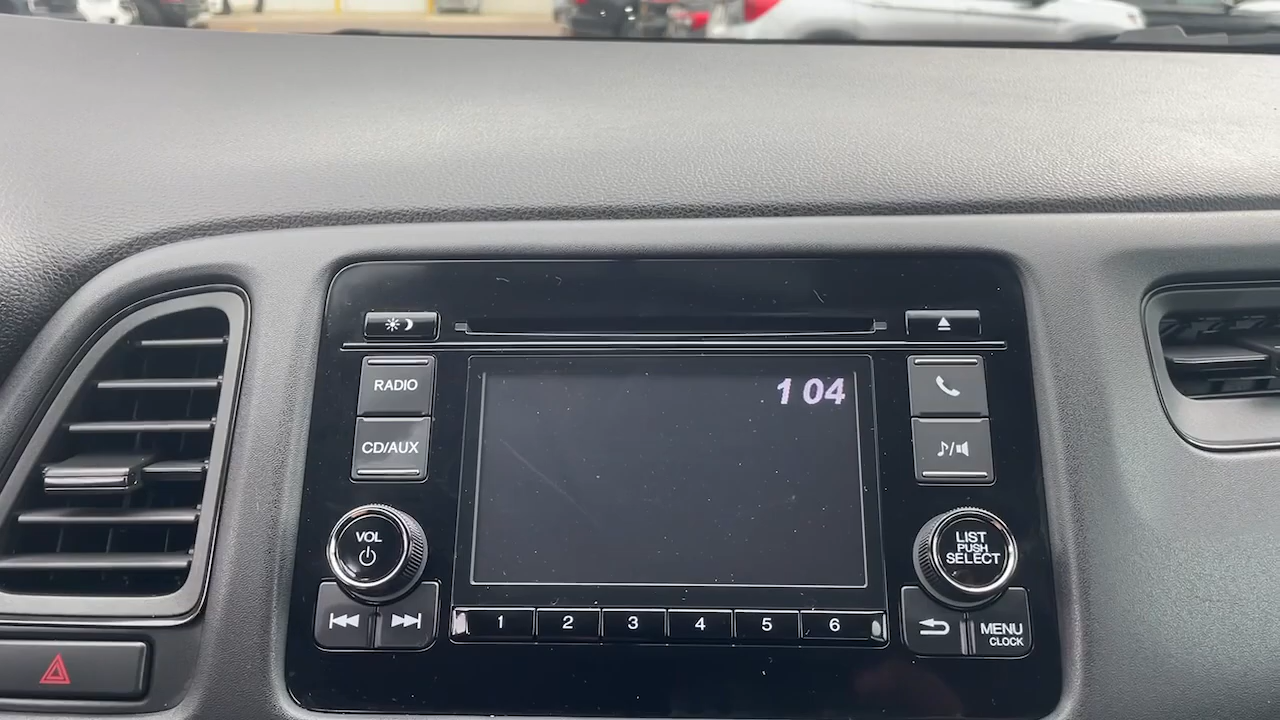 1 04
RADIO
CD/AUX
VOL
LIST
PUSH
SELECT
1 2 3 4 5 6
MENU
CLOCK